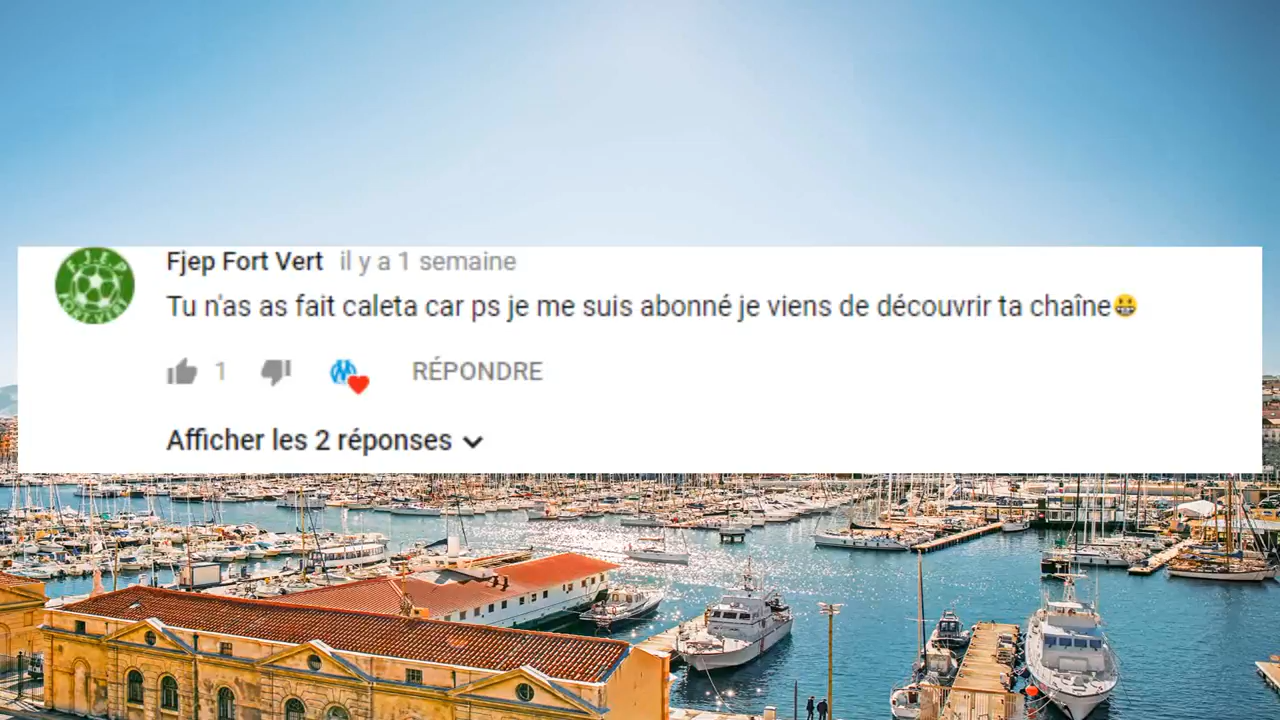 Fjep Fort Vert il y a 1 semaine
Tu n'as as fait caleta car ps je me suis abonné je viens de découvrir ta chaîne😀
1 RÉPONDRE
Afficher les 2 réponses